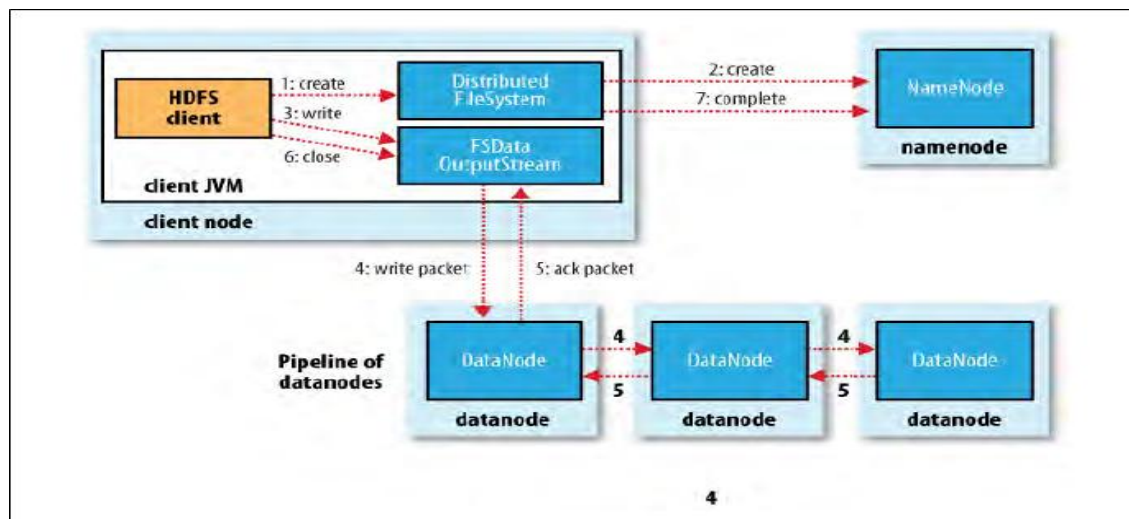 HDFS
client
1: create
3: write
6: close
Distributed
FileSystem
FSData
OutputStream
client JVM
client node
2: create
7: complete
NameNode
namenode
4: write packet
5: ack packet
Pipeline of
datanodes
DataNode
datanode
4
5
DataNode
datanode
4
5
DataNode
datanode
4